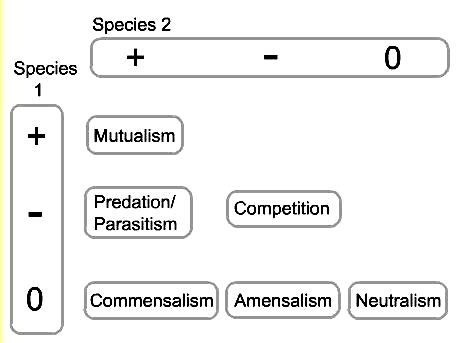 Species 2
+ - 0
Species
1
+ Mutualism
- Predation/
Parasitism Competition
0 Commensalism Amensalism Neutralism